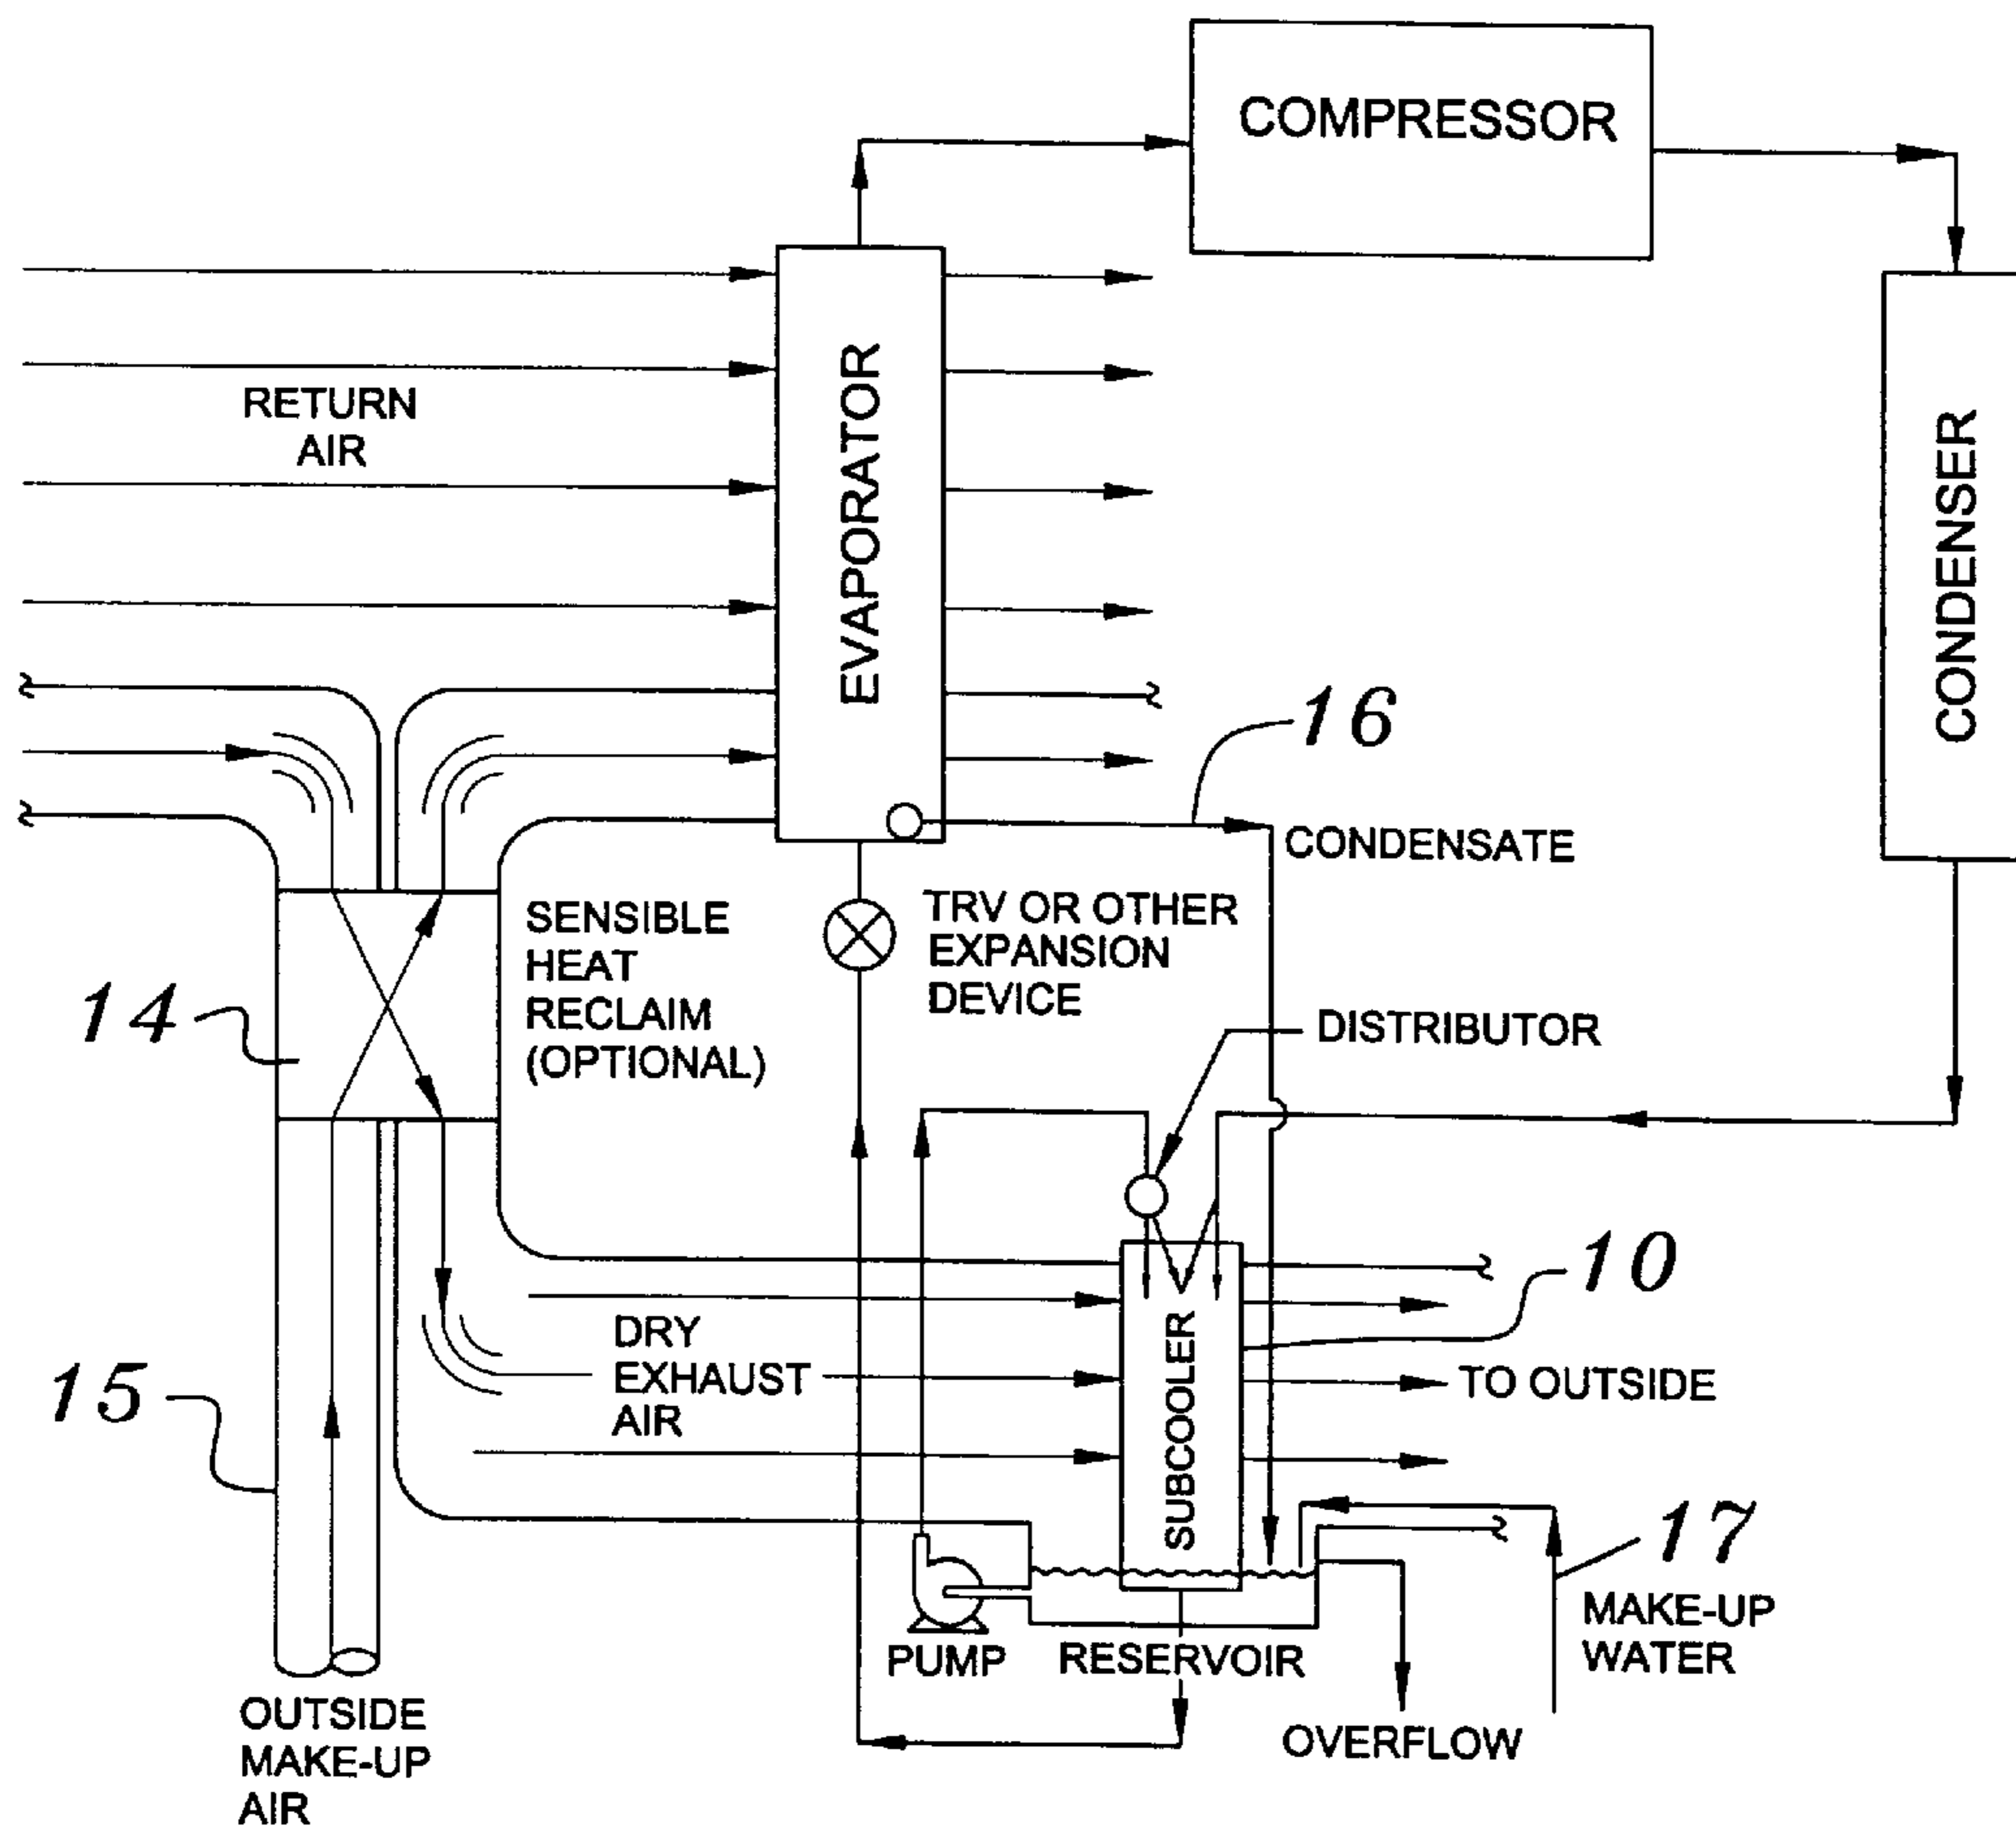 COMPRESSOR
RETURN
AIR
EVAPORATOR
CONDENSER
16
CONDENSATE
SENSIBLE
HEAT
RECLAIM
(OPTIONAL)
TRV OR OTHER
EXPANSION
DEVICE
14
DISTRIBUTOR
10
DRY
EXHAUST
AIR
SUBCOOLER
TO OUTSIDE
15
17
MAKE-UP
WATER
PUMP
RESERVOIR
OVERFLOW
OUTSIDE
MAKE-UP
AIR